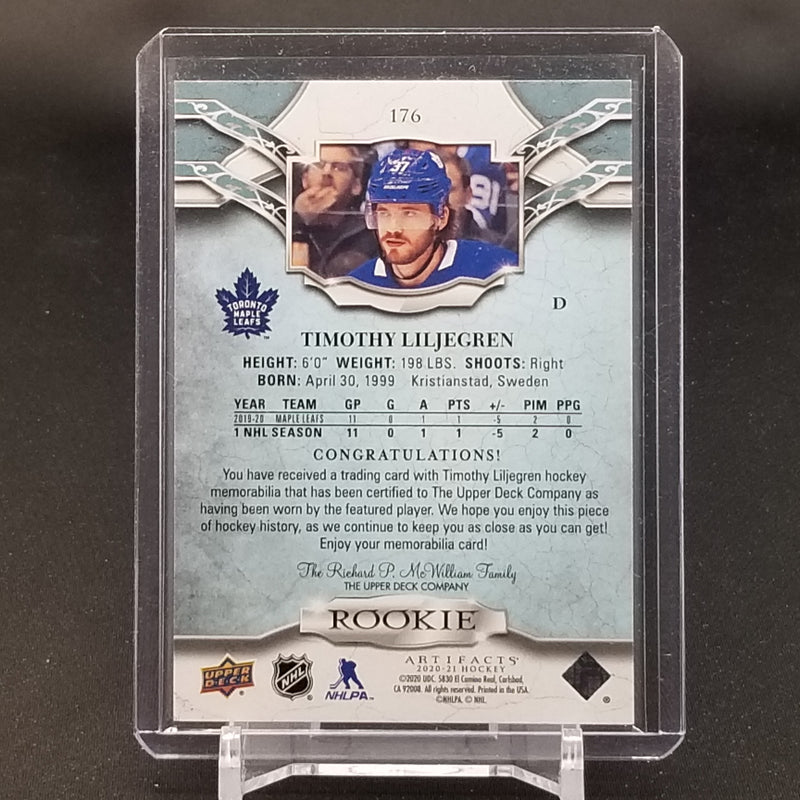 176
37
91
TORONTO
MAPLE
LEAFS
D
TIMOTHY LILJEGREN
HEIGHT: 6'0" WEIGHT: 198 LBS. SHOOTS: Right
BORN: April 30, 1999 Kristianstad, Sweden
YEAR TEAM GP G A PTS +/- PIM PPG
2019-20 MAPLE LEAFS 11 0 1 1 -5 2 0
1 NHL SEASON 11 0 1 1 -5 2 0
CONGRATULATIONS!
You have received a trading card with Timothy Liljegren hockey
memorabilia that has been certified to The Upper Deck Company as
having been worn by the featured player. We hope you enjoy this piece
of hockey history, as we continue to keep you as close as you can get!
Enjoy your memorabilia card!
The Richard P. McWilliam Family
THE UPPER DECK COMPANY
ROOKIE
UPPER
DECK
NHL
NHLPA
ARTIFACTS
2020-21 HOCKEY
©2020 UDC. 5830 El Camino Real, Carlsbad,
CA 92008. All rights reserved. Printed in the USA.
©NHLPA. © NHL.
®